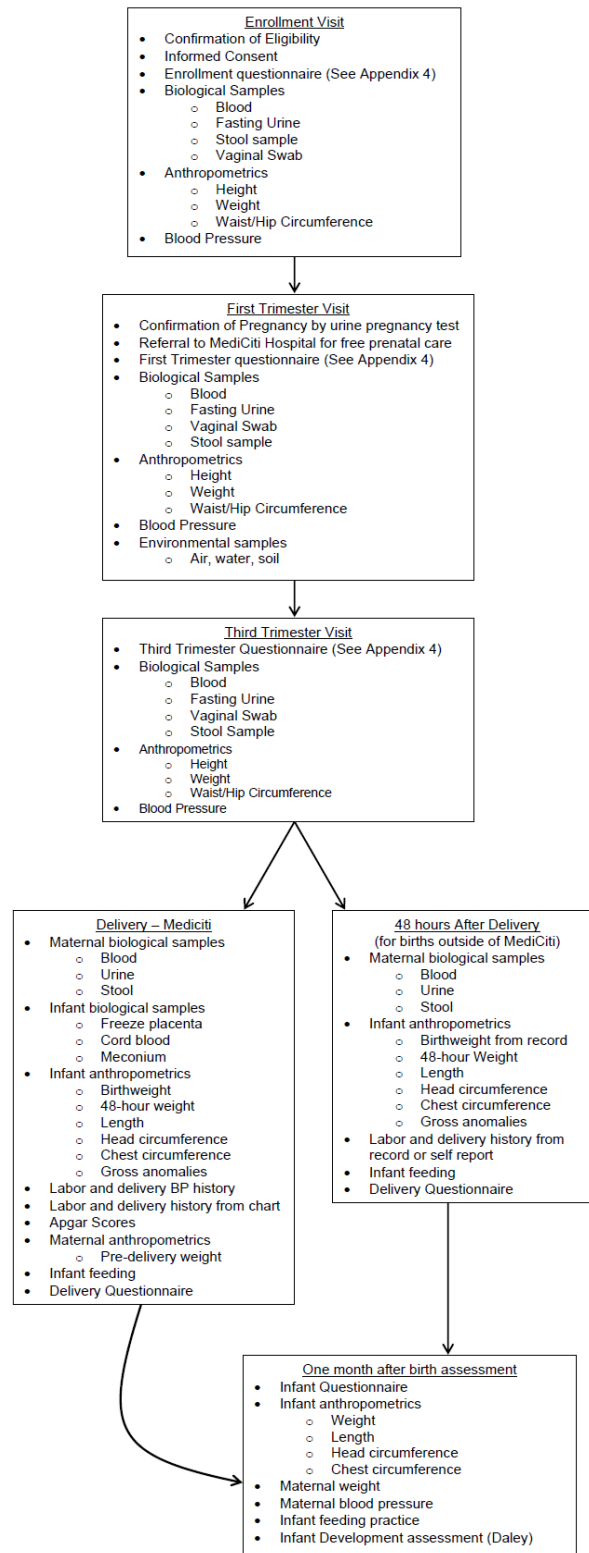 Enrollment Visit
• Confirmation of Eligibility
• Informed Consent
• Enrollment questionnaire (See Appendix 4)
• Biological Samples
o Blood
o Fasting Urine
o Stool sample
o Vaginal Swab
• Anthropometrics
o Height
o Weight
o Waist/Hip Circumference
• Blood Pressure
First Trimester Visit
• Confirmation of Pregnancy by urine pregnancy test
• Referral to MediCiti Hospital for free prenatal care
• First Trimester questionnaire (See Appendix 4)
• Biological Samples
o Blood
o Fasting Urine
o Vaginal Swab
o Stool sample
• Anthropometrics
o Height
o Weight
o Waist/Hip Circumference
• Blood Pressure
• Environmental samples
o Air, water, soil
Third Trimester Visit
• Third Trimester Questionnaire (See Appendix 4)
• Biological Samples
o Blood
o Fasting Urine
o Vaginal Swab
o Stool Sample
• Anthropometrics
o Height
o Weight
o Waist/Hip Circumference
• Blood Pressure
Delivery – Mediciti
• Maternal biological samples
o Blood
o Urine
o Stool
• Infant biological samples
o Freeze placenta
o Cord blood
o Meconium
• Infant anthropometrics
o Birthweight
o 48-hour weight
o Length
o Head circumference
o Chest circumference
o Gross anomalies
• Labor and delivery BP history
• Labor and delivery history from chart
• Apgar Scores
• Maternal anthropometrics
o Pre-delivery weight
• Infant feeding
• Delivery Questionnaire
48 hours After Delivery
(for births outside of MediCiti)
• Maternal biological samples
o Blood
o Urine
o Stool
• Infant anthropometrics
o Birthweight from record
o 48-hour Weight
o Length
o Head circumference
o Chest circumference
o Gross anomalies
• Labor and delivery history from
record or self report
• Infant feeding
• Delivery Questionnaire
One month after birth assessment
• Infant Questionnaire
• Infant anthropometrics
o Weight
o Length
o Head circumference
o Chest circumference
• Maternal weight
• Maternal blood pressure
• Infant feeding practice
• Infant Development assessment (Daley)